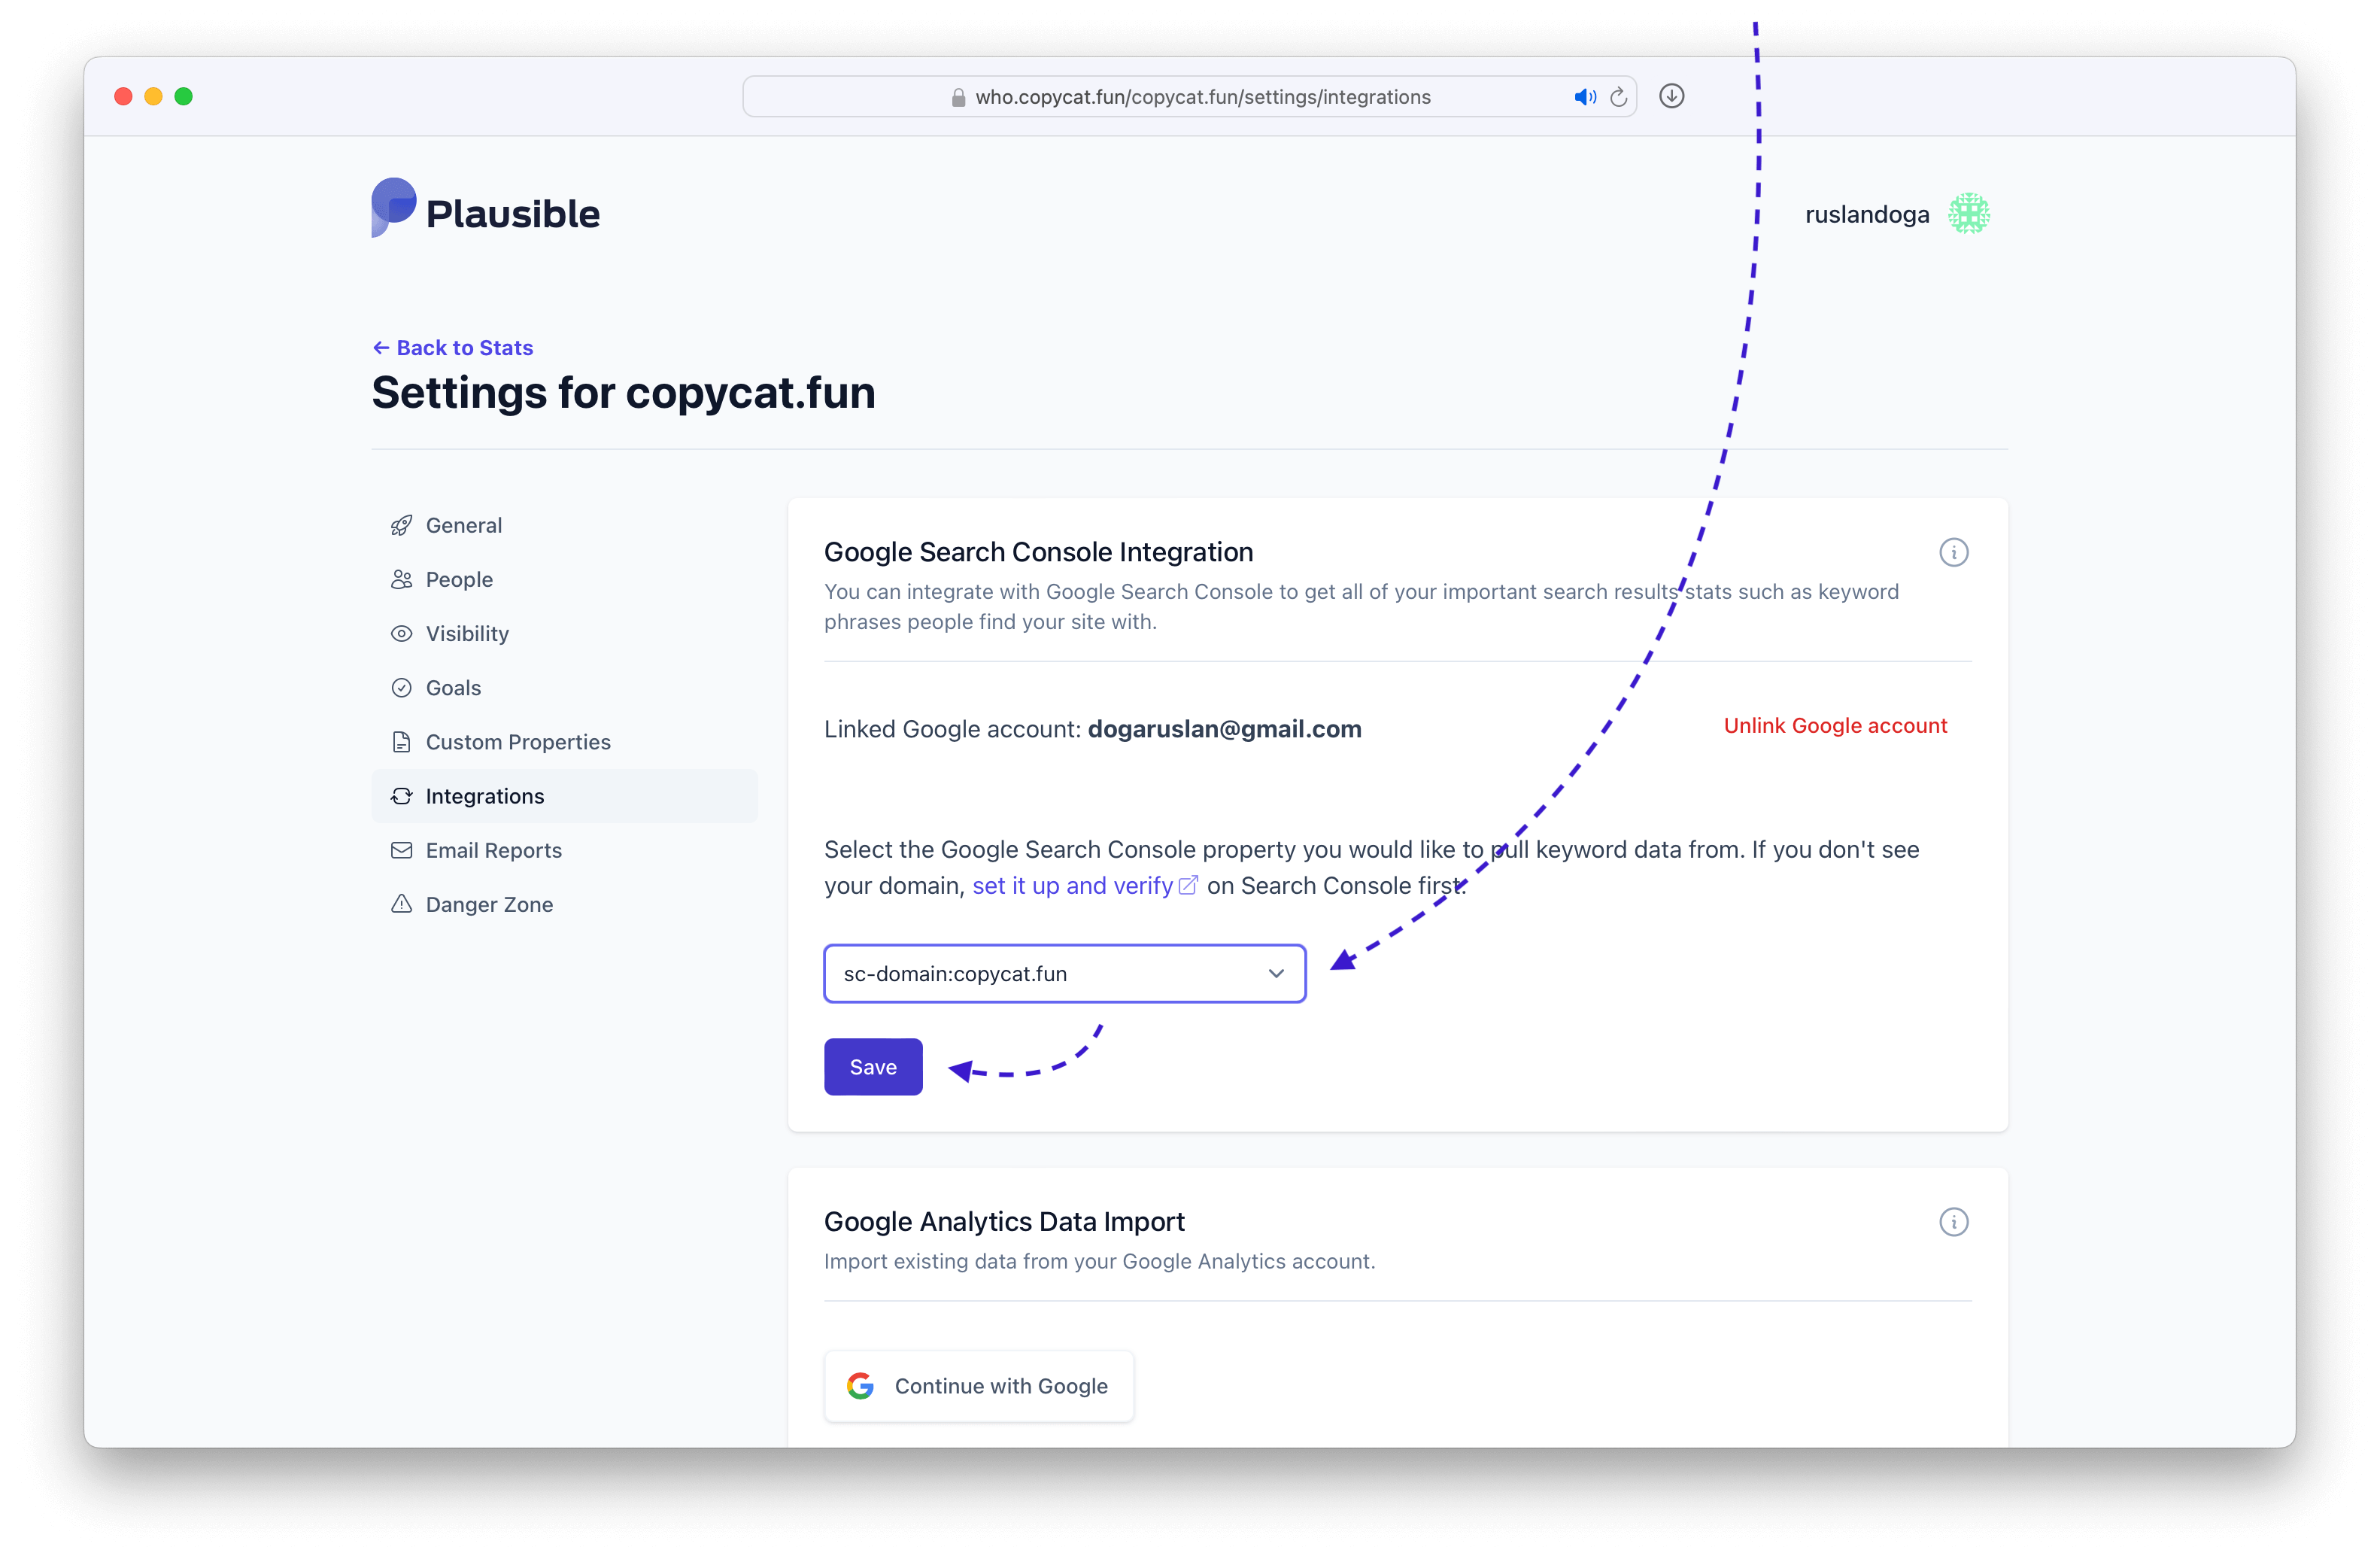 who.copycat.fun/copycat.fun/settings/integrations
Plausible
ruslandoga
← Back to Stats
Settings for copycat.fun
General
People
Visibility
Goals
Custom Properties
Integrations
Email Reports
Danger Zone
Google Search Console Integration
You can integrate with Google Search Console to get all of your important search results stats such as keyword
phrases people find your site with.
Linked Google account: dogaruslan@gmail.com
Unlink Google account
Select the Google Search Console property you would like to pull keyword data from. If you don't see
your domain, set it up and verify on Search Console first.
sc-domain:copycat.fun
Save
Google Analytics Data Import
Import existing data from your Google Analytics account.
Continue with Google